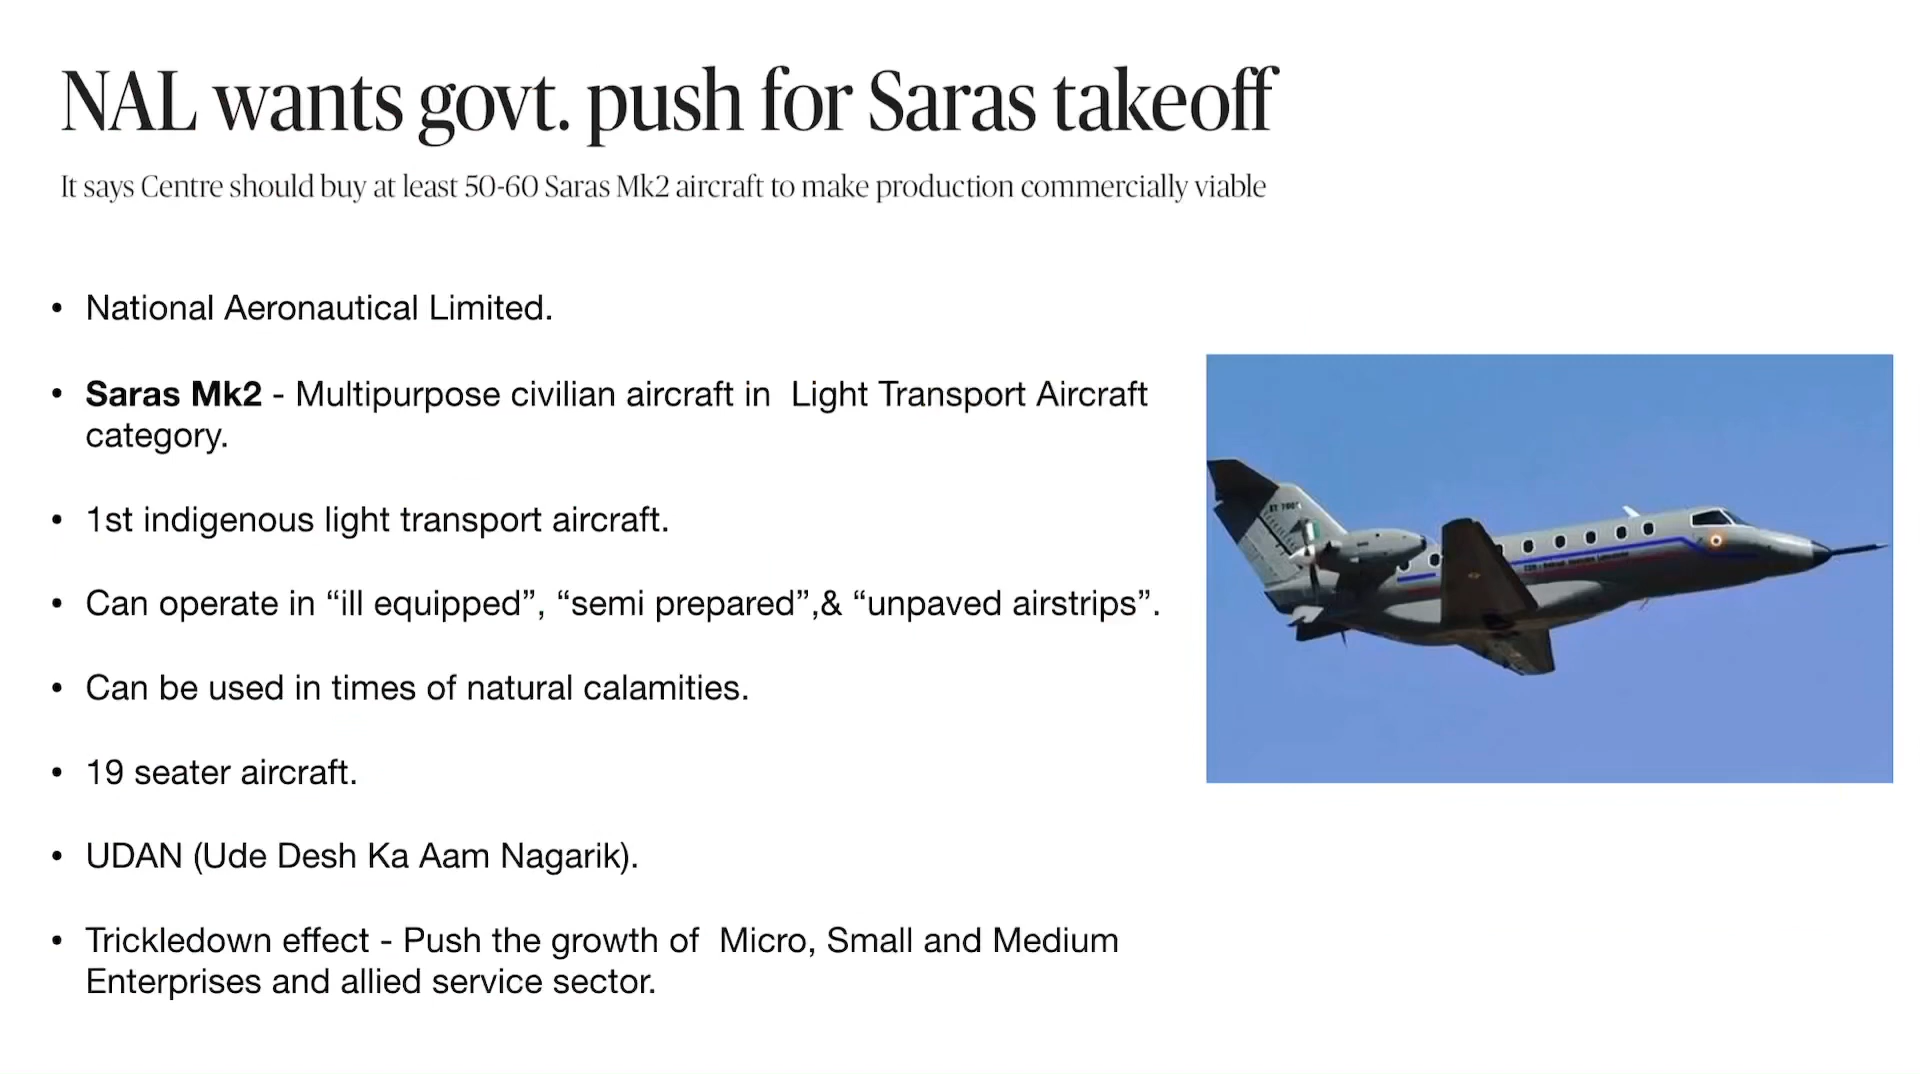 NAL wants govt. push for Saras takeoff
It says Centre should buy at least 50-60 Saras Mk2 aircraft to make production commercially viable
• National Aeronautical Limited.
• Saras Mk2 - Multipurpose civilian aircraft in  Light Transport Aircraft
category.
• 1st indigenous light transport aircraft.
• Can operate in “ill equipped”, “semi prepared”,& “unpaved airstrips”.
• Can be used in times of natural calamities.
• 19 seater aircraft.
• UDAN (Ude Desh Ka Aam Nagarik).
• Trickledown effect - Push the growth of  Micro, Small and Medium
Enterprises and allied service sector.